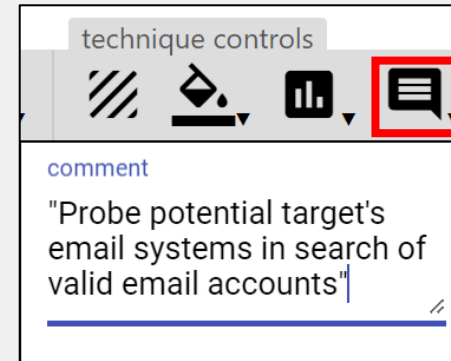 technique controls
comment
"Probe potential target's
email systems in search of
valid email accounts"